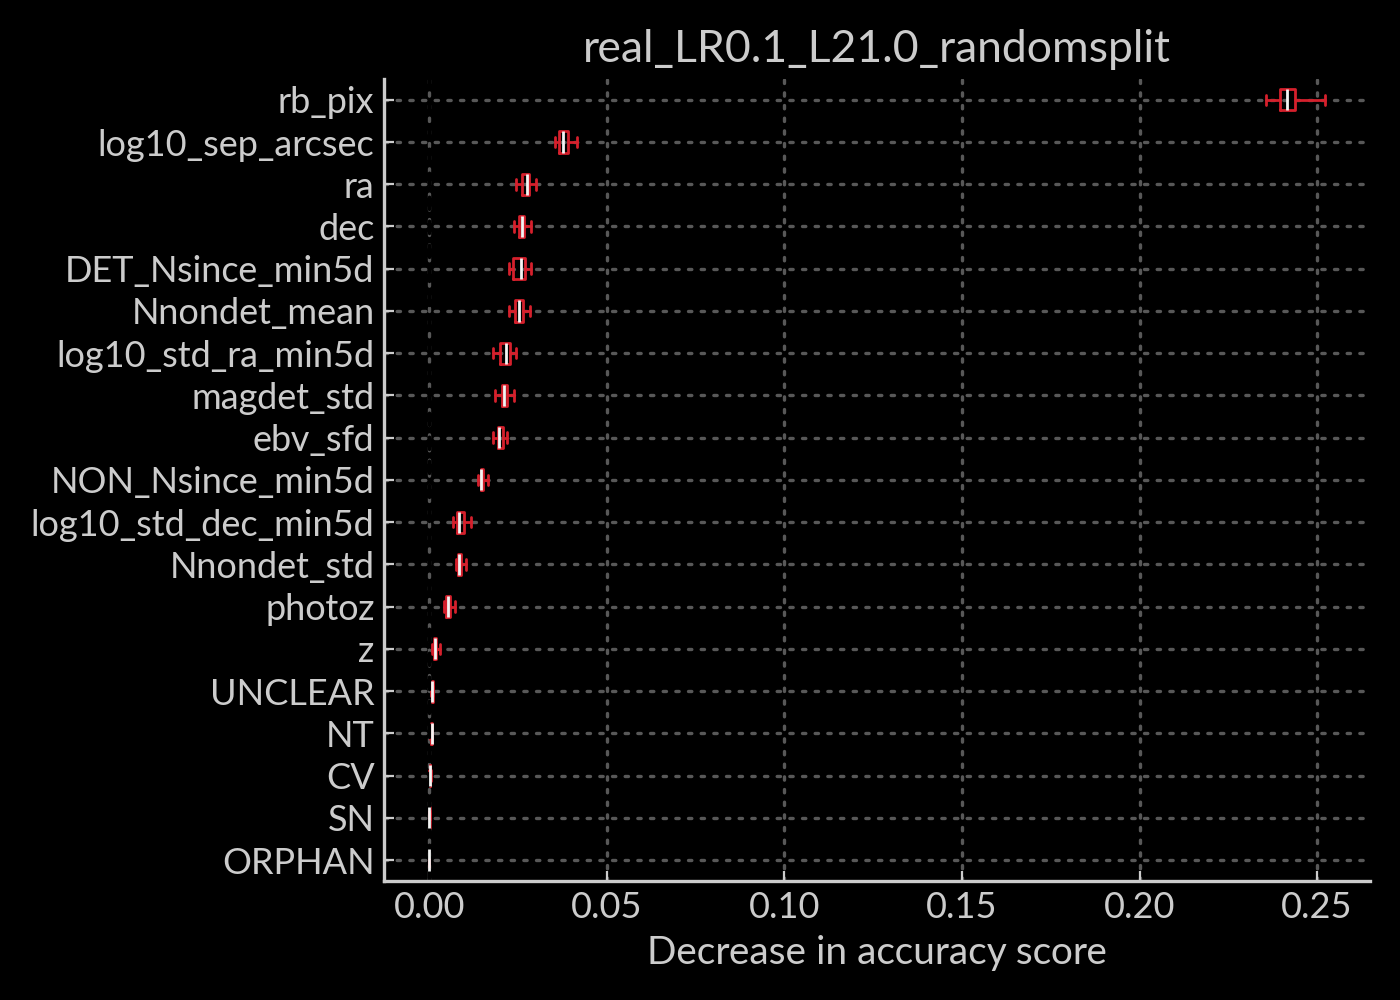 real_LR0.1_L21.0_randomsplit
rb_pix
log10_sep_arcsec
ra
dec
DET_Nsince_min5d
Nnondet_mean
log10_std_ra_min5d
magdet_std
ebv_sfd
NON_Nsince_min5d
log10_std_dec_min5d
Nnondet_std
photoz
z
UNCLEAR
NT
CV
SN
ORPHAN
0.00 0.05 0.10 0.15 0.20 0.25
Decrease in accuracy score